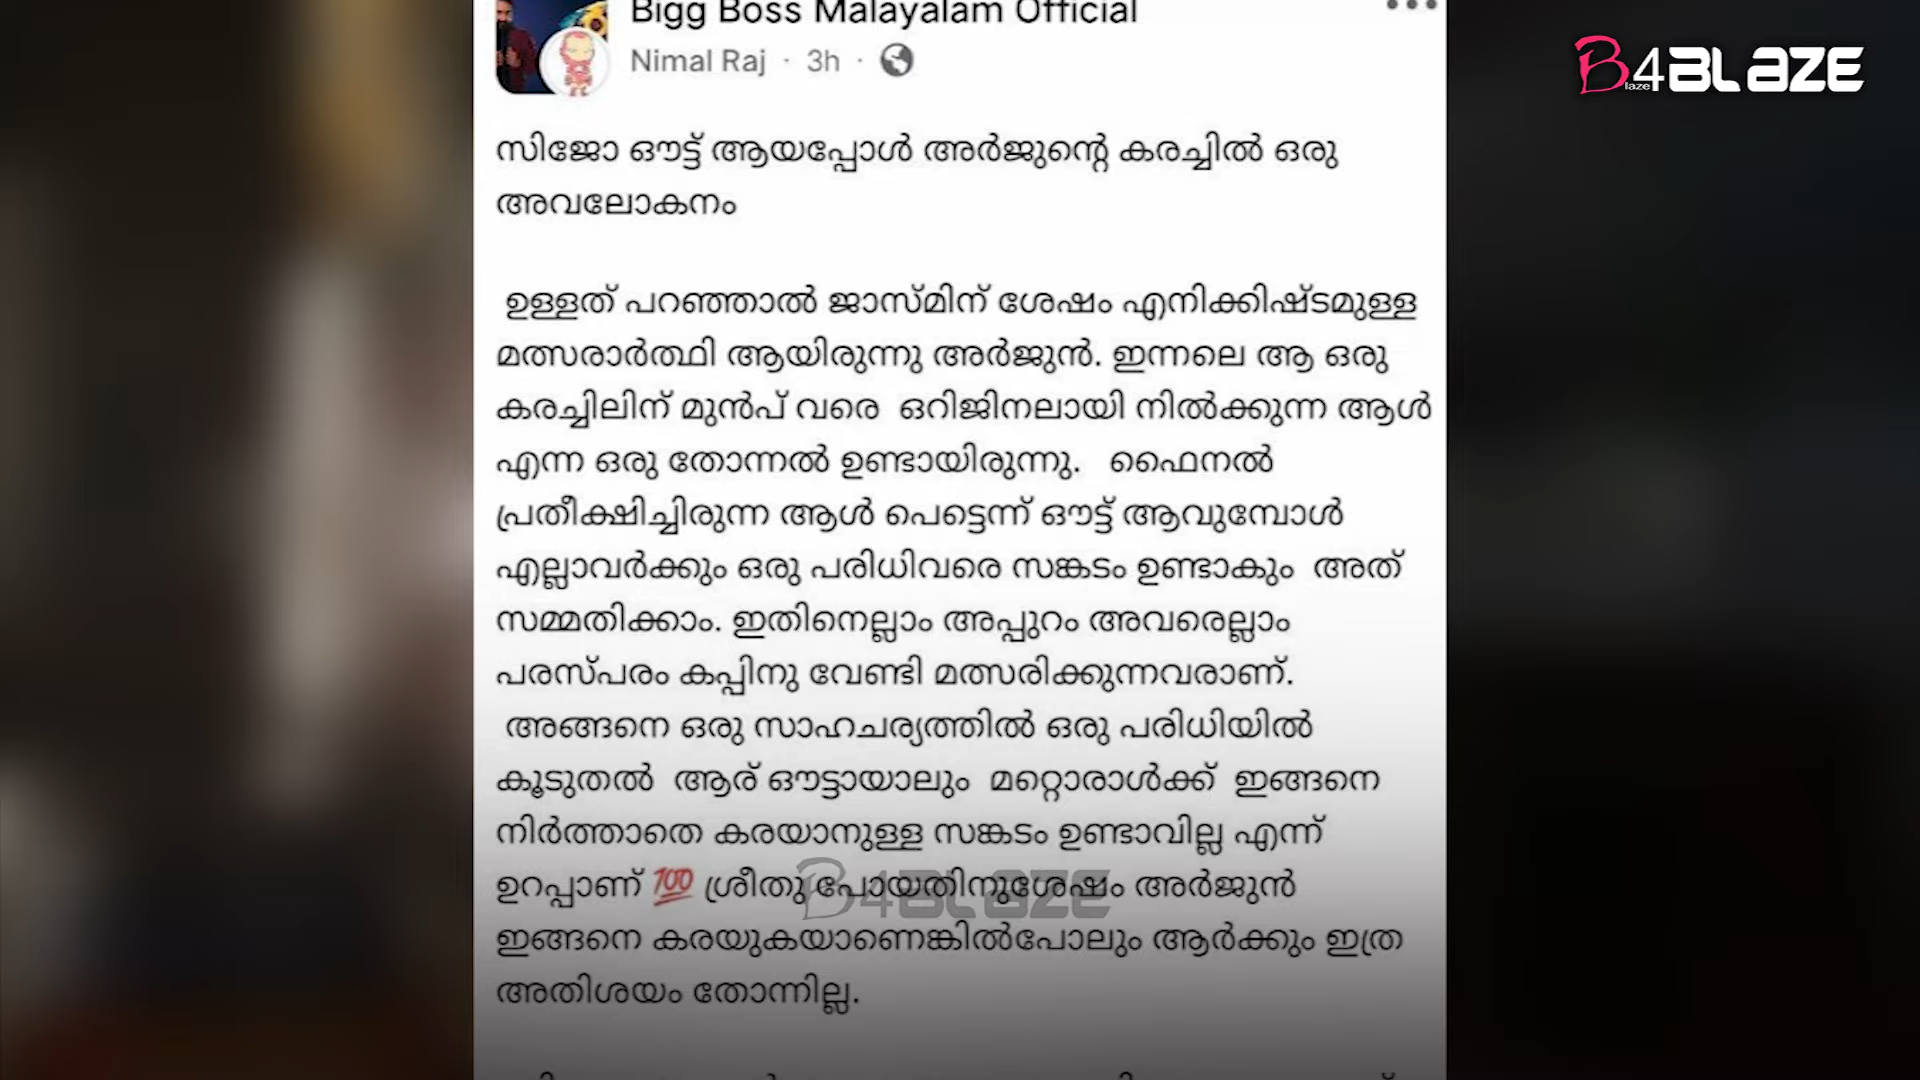 Bigg Boss Malayalam Official
Nimal Raj · 3h ·
B4BLAZE
laze
സിജോ ഔട്ട് ആയപ്പോൾ അർജുന്റെ കരച്ചിൽ ഒരു
അവലോകനം
ഉള്ളത് പറഞ്ഞാൽ ജാസ്മിന് ശേഷം എനിക്കിഷ്ടമുള്ള
മത്സരാർത്ഥി ആയിരുന്നു അർജുൻ. ഇന്നലെ ആ ഒരു
കരച്ചിലിന് മുൻപ് വരെ ഒറിജിനലായി നിൽക്കുന്ന ആൾ
എന്ന ഒരു തോന്നൽ ഉണ്ടായിരുന്നു. ഫൈനൽ
പ്രതീക്ഷിച്ചിരുന്ന ആൾ പെട്ടെന്ന് ഔട്ട് ആവുമ്പോൾ
എല്ലാവർക്കും ഒരു പരിധിവരെ സങ്കടം ഉണ്ടാകും അത്
സമ്മതിക്കാം. ഇതിനെല്ലാം അപ്പുറം അവരെല്ലാം
പരസ്പരം കപ്പിനു വേണ്ടി മത്സരിക്കുന്നവരാണ്.
അങ്ങനെ ഒരു സാഹചര്യത്തിൽ ഒരു പരിധിയിൽ
കൂടുതൽ ആര് ഔട്ടായാലും മറ്റൊരാൾക്ക് ഇങ്ങനെ
നിർത്താതെ കരയാനുള്ള സങ്കടം ഉണ്ടാവില്ല എന്ന്
ഉറപ്പാണ് 💯 ശ്രീതു പോയതിനുശേഷം അർജുൻ
B4BLAZE
ഇങ്ങനെ കരയുകയാണെങ്കിൽപോലും ആർക്കും ഇത്ര
അതിശയം തോന്നില്ല.